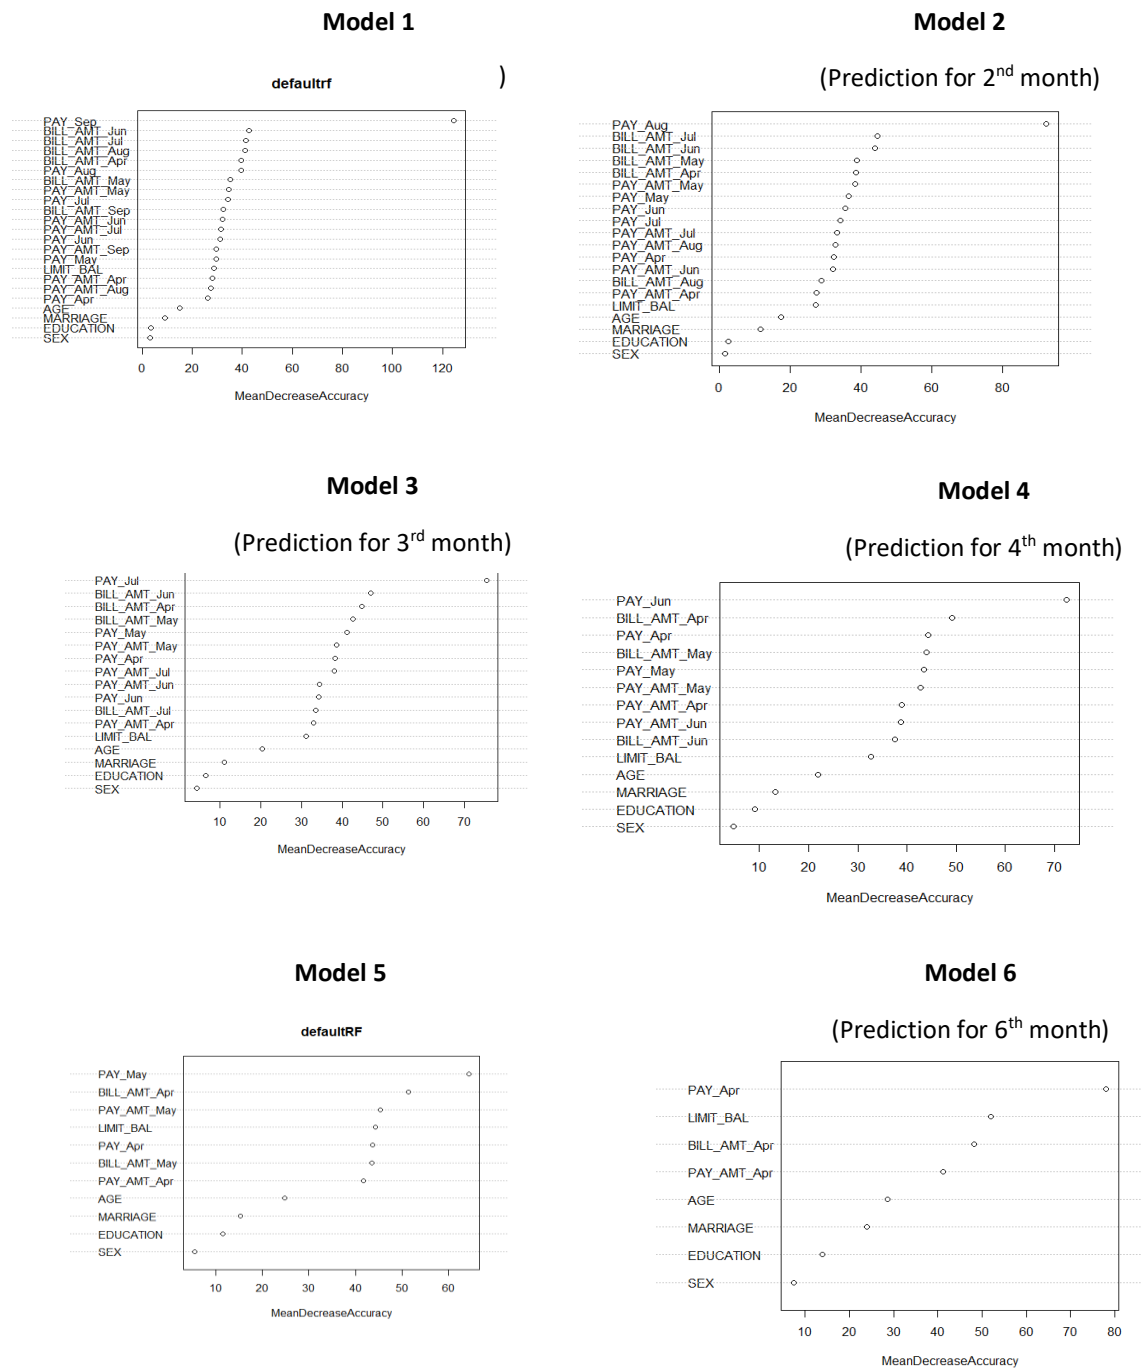 Model 1
defaultrf
)
PAY_Sep
BILL_AMT_Jun
BILL_AMT_Jul
BILL_AMT_Aug
BILL_AMT_Apr
PAY_Aug
BILL_AMT_May
PAY_AMT_May
PAY_Jul
BILL_AMT_Sep
PAY_AMT_Jun
PAY_AMT_Jul
PAY_Jun
PAY_AMT_Sep
PAY_May
LIMIT_BAL
PAY_AMT_Apr
PAY_AMT_Aug
PAY_Apr
AGE
MARRIAGE
EDUCATION
SEX
0 20 40 60 80 100 120
MeanDecreaseAccuracy
Model 2
(Prediction for 2nd month)
PAY_Aug
BILL_AMT_Jul
BILL_AMT_Jun
BILL_AMT_May
BILL_AMT_Apr
PAY_AMT_May
PAY_May
PAY_Jun
PAY_Jul
PAY_AMT_Jul
PAY_AMT_Aug
PAY_Apr
PAY_AMT_Jun
BILL_AMT_Aug
PAY_AMT_Apr
LIMIT_BAL
AGE
MARRIAGE
EDUCATION
SEX
0 20 40 60 80
MeanDecreaseAccuracy
Model 3
(Prediction for 3rd month)
PAY_Jul
BILL_AMT_Jun
BILL_AMT_Apr
BILL_AMT_May
PAY_May
PAY_AMT_May
PAY_Apr
PAY_AMT_Jul
PAY_AMT_Jun
PAY_Jun
BILL_AMT_Jul
PAY_AMT_Apr
LIMIT_BAL
AGE
MARRIAGE
EDUCATION
SEX
10 20 30 40 50 60 70
MeanDecreaseAccuracy
Model 4
(Prediction for 4th month)
PAY_Jun
BILL_AMT_Apr
PAY_Apr
BILL_AMT_May
PAY_May
PAY_AMT_May
PAY_AMT_Apr
PAY_AMT_Jun
BILL_AMT_Jun
LIMIT_BAL
AGE
MARRIAGE
EDUCATION
SEX
10 20 30 40 50 60 70
MeanDecreaseAccuracy
Model 5
defaultRF
PAY_May
BILL_AMT_Apr
PAY_AMT_May
LIMIT_BAL
PAY_Apr
BILL_AMT_May
PAY_AMT_Apr
AGE
MARRIAGE
EDUCATION
SEX
10 20 30 40 50 60
MeanDecreaseAccuracy
Model 6
(Prediction for 6th month)
PAY_Apr
LIMIT_BAL
BILL_AMT_Apr
PAY_AMT_Apr
AGE
MARRIAGE
EDUCATION
SEX
10 20 30 40 50 60 70 80
MeanDecreaseAccuracy